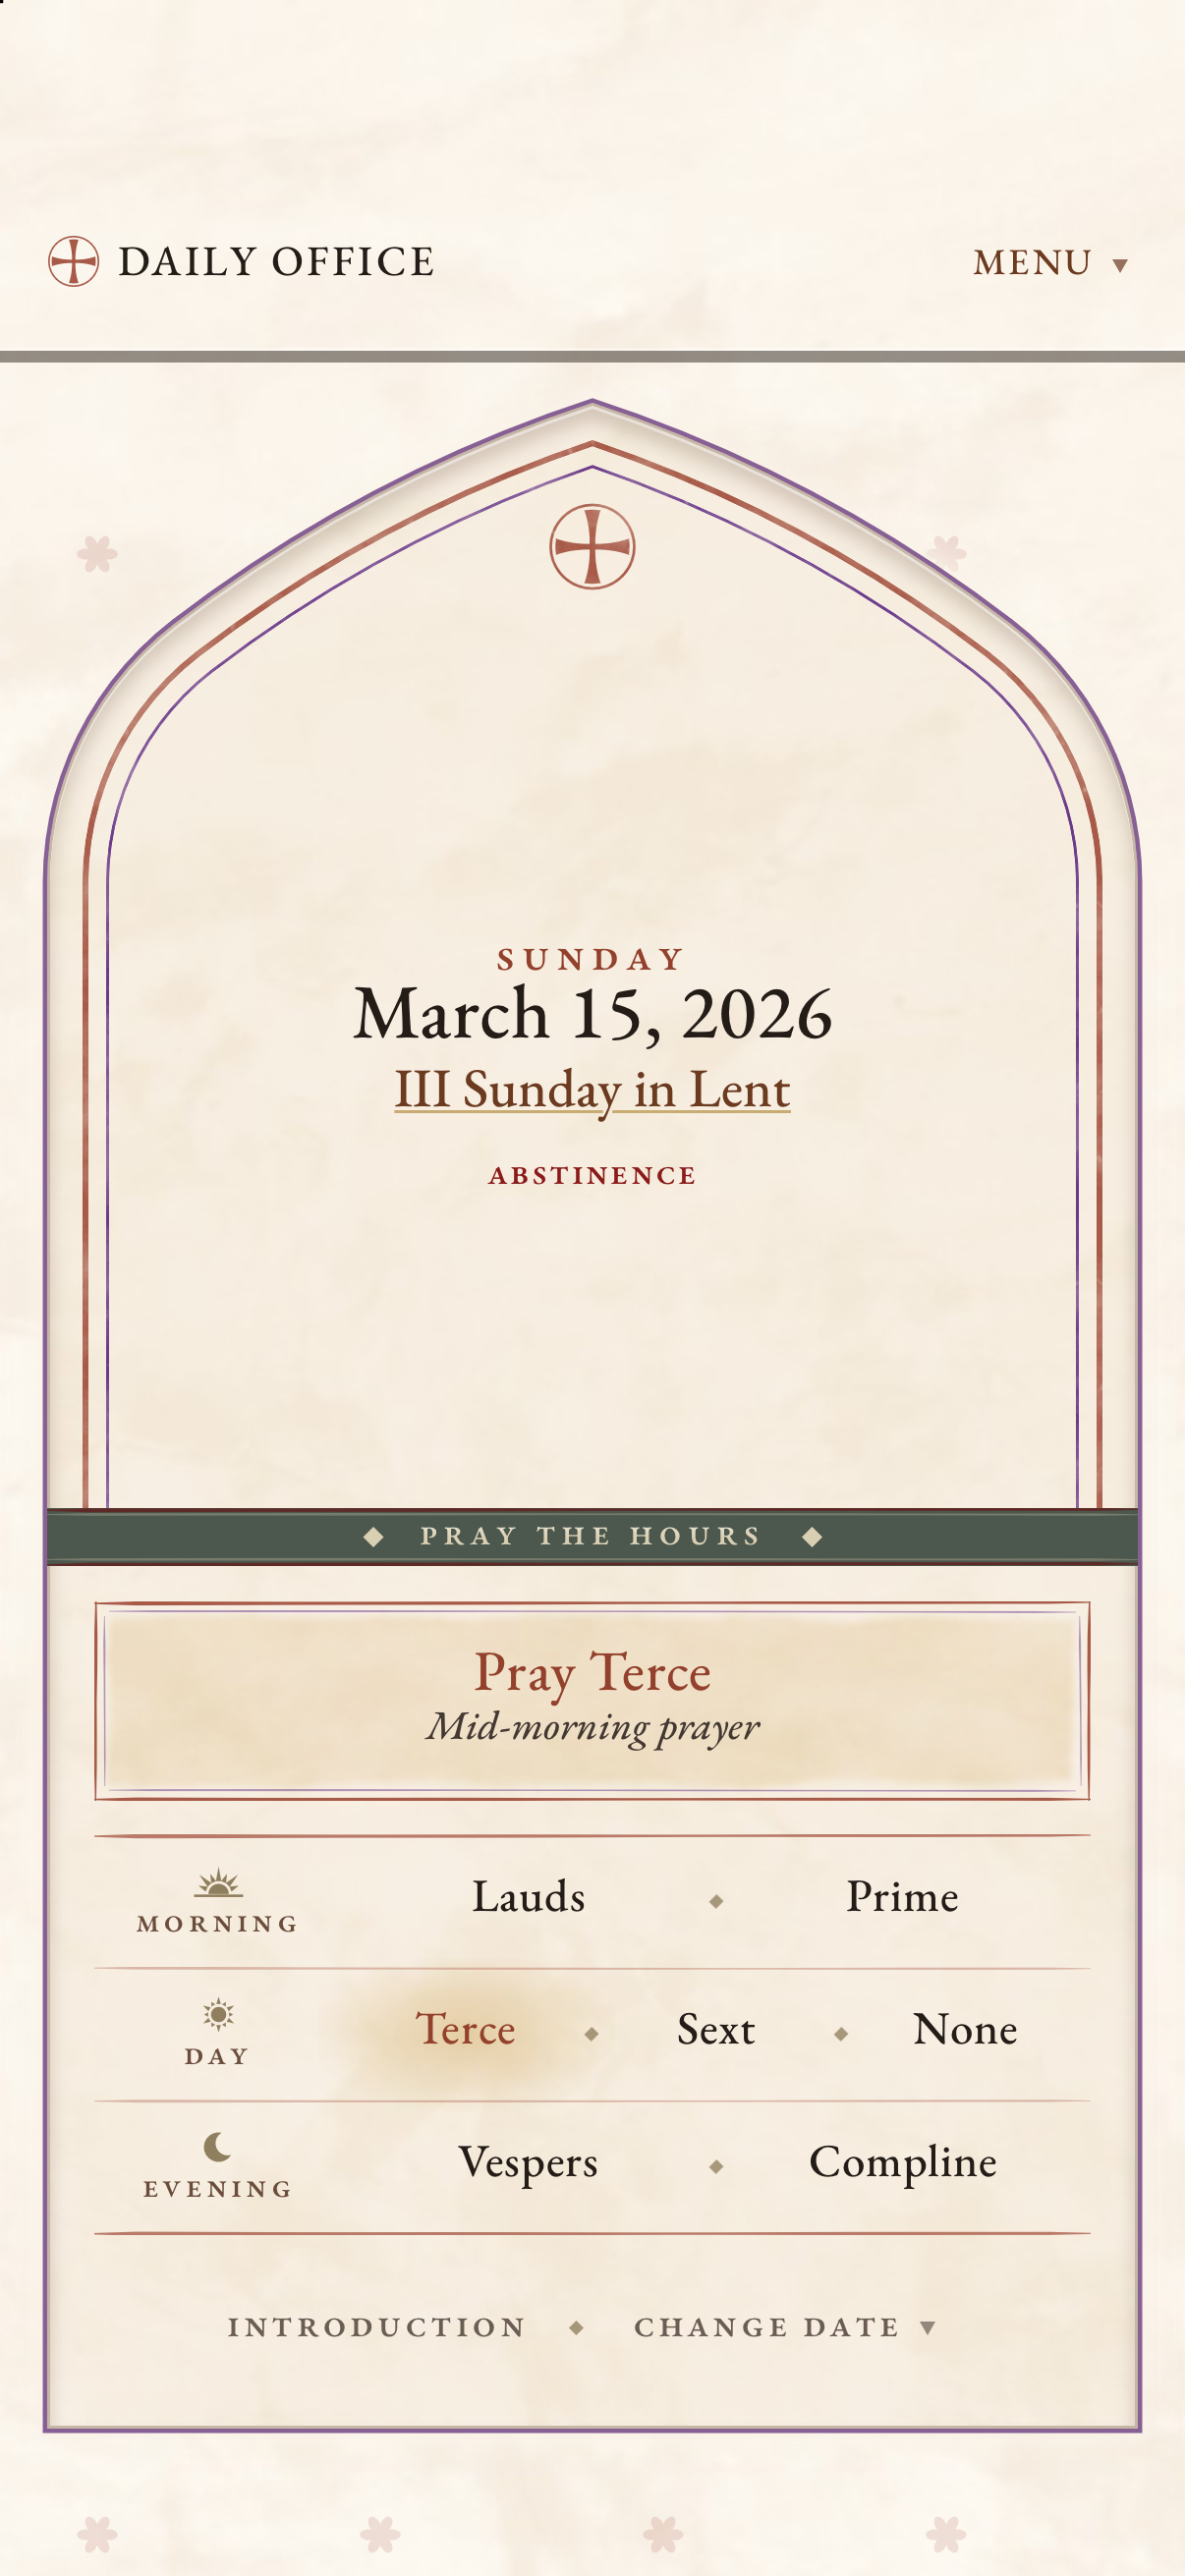 DAILY OFFICE
MENU ▼
SUNDAY
March 15, 2026
III Sunday in Lent
ABSTINENCE
◆ PRAY THE HOURS ◆
Pray Terce
Mid-morning prayer
MORNING
Lauds ◆ Prime
DAY
Terce ◆ Sext ◆ None
EVENING
Vespers ◆ Compline
INTRODUCTION ◆ CHANGE DATE ▼